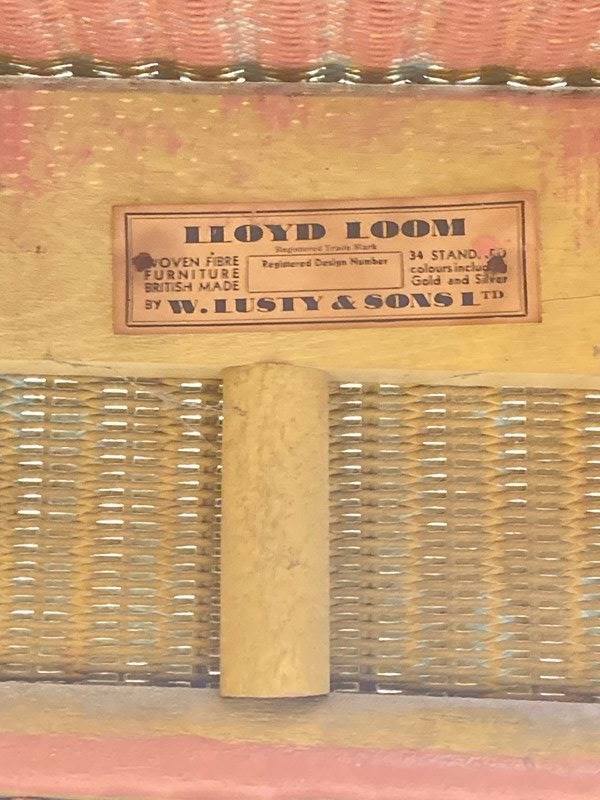 LLOYD LOOM
Registered Trade Mark
WOVEN FIBRE
FURNITURE
BRITISH MADE
Registered Design Number
34 STAND.
colours includ
Gold and Silver
BY W. LUSTY & SONS LTD